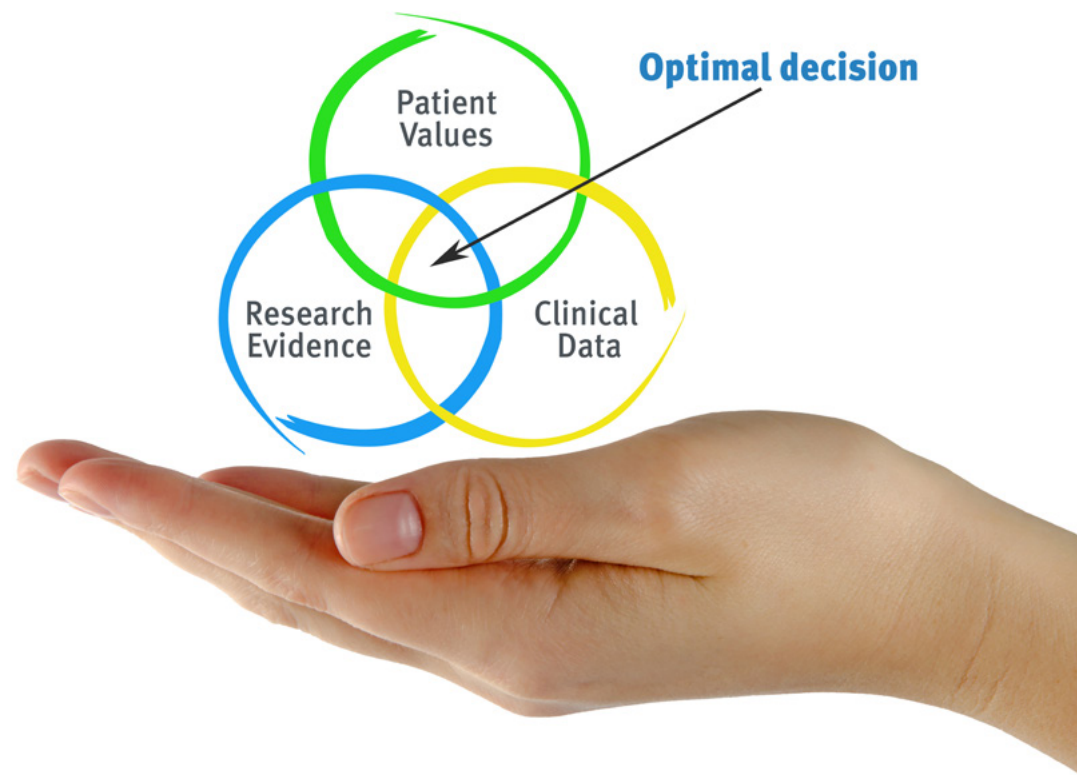 Optimal decision
Patient
Values
Research
Evidence
Clinical
Data